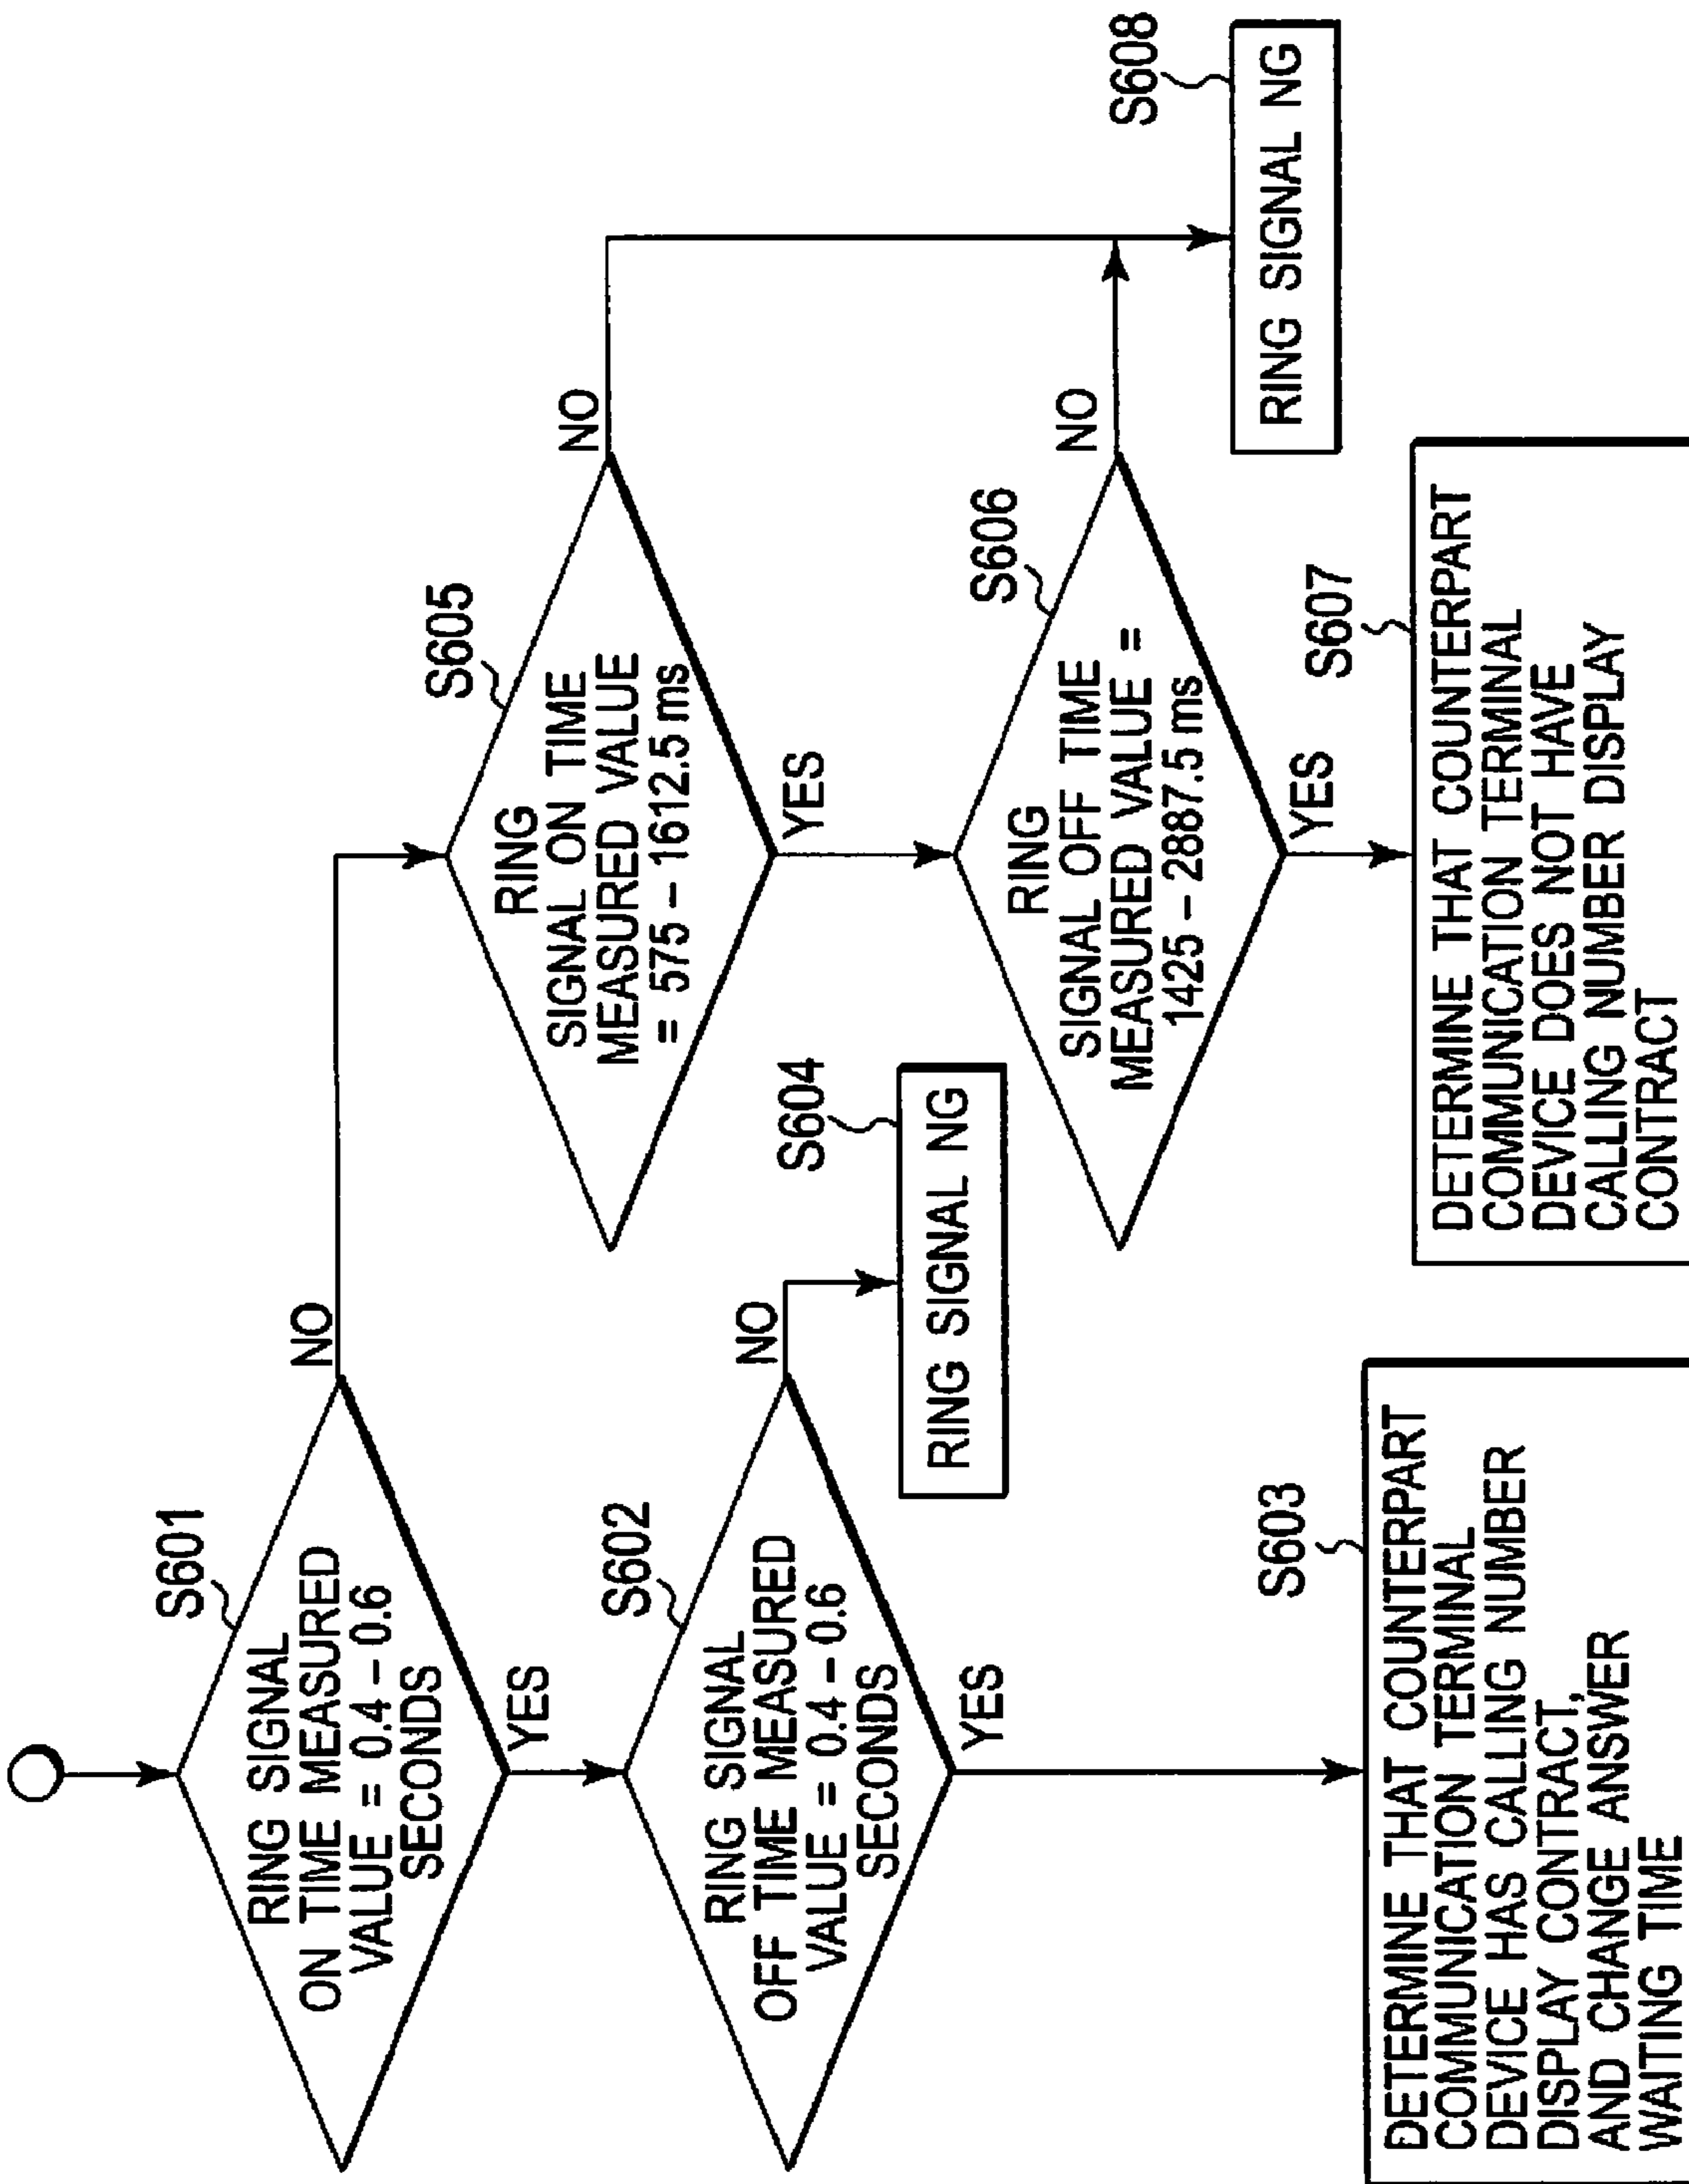 S601
RING SIGNAL
ON TIME MEASURED
VALUE = 0.4 – 0.6
SECONDS
NO
YES
S602
RING SIGNAL
OFF TIME MEASURED
VALUE = 0.4 – 0.6
SECONDS
NO
YES
S603
DETERMINE THAT COUNTERPART
COMMUNICATION TERMINAL
DEVICE HAS CALLING NUMBER
DISPLAY CONTRACT,
AND CHANGE ANSWER
WAITING TIME
S604
RING SIGNAL NG
S605
RING
SIGNAL ON TIME
MEASURED VALUE
= 575 – 1612.5 ms
NO
YES
S606
RING
SIGNAL OFF TIME
MEASURED VALUE =
1425 – 2887.5 ms
NO
YES
S607
DETERMINE THAT COUNTERPART
COMMUNICATION TERMINAL
DEVICE DOES NOT HAVE
CALLING NUMBER DISPLAY
CONTRACT
S608
RING SIGNAL NG